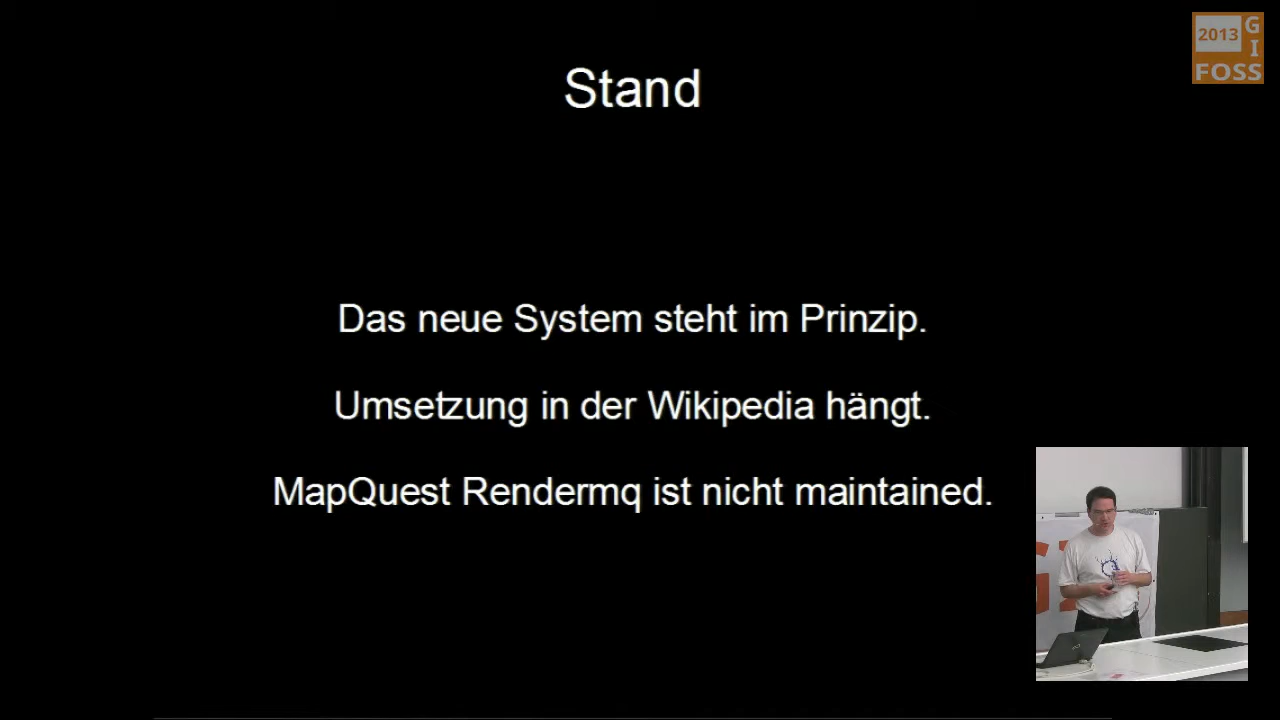 2013
G
I
FOSS
Stand
Das neue System steht im Prinzip.
Umsetzung in der Wikipedia hängt.
MapQuest Rendermq ist nicht maintained.